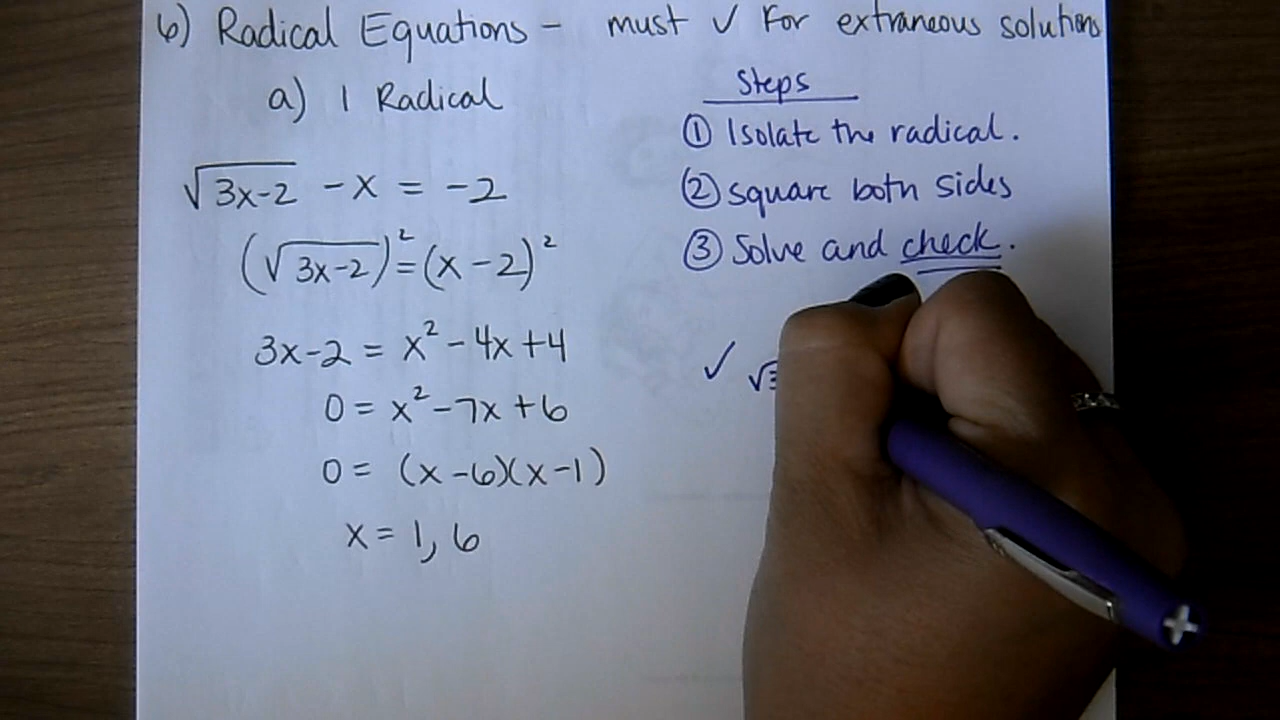 6) Radical Equations - must ✓ For extraneous solutions
a) 1 Radical
√(3x-2) - x = -2
(√(3x-2))² = (x-2)²
3x-2 = x² - 4x + 4
0 = x² - 7x + 6
0 = (x-6)(x-1)
x = 1, 6
Steps
① Isolate the radical.
② square both sides
③ Solve and check.
✓ √3